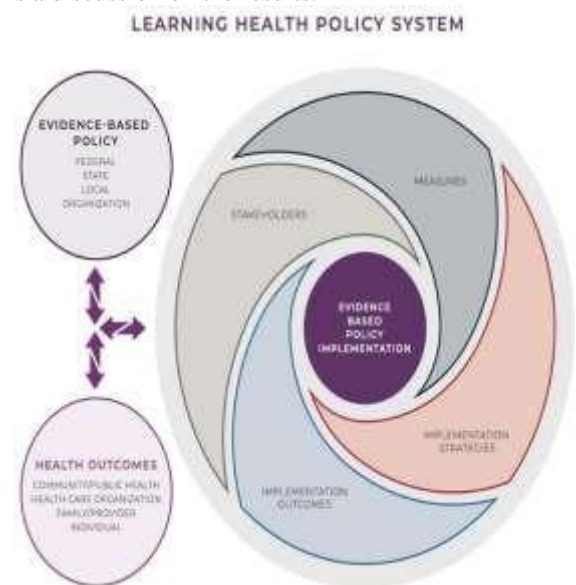 LEARNING HEALTH POLICY SYSTEM
EVIDENCE-BASED
POLICY
FEDERAL
STATE
LOCAL
ORGANIZATION
STAKEHOLDERS
MEASURES
EVIDENCE
BASED
POLICY
IMPLEMENTATION
IMPLEMENTATION
STRATEGIES
IMPLEMENTATION
OUTCOMES
HEALTH OUTCOMES
COMMUNITY/PUBLIC HEALTH
HEALTH CARE ORGANIZATION
FAMILY/PROVIDER
INDIVIDUAL